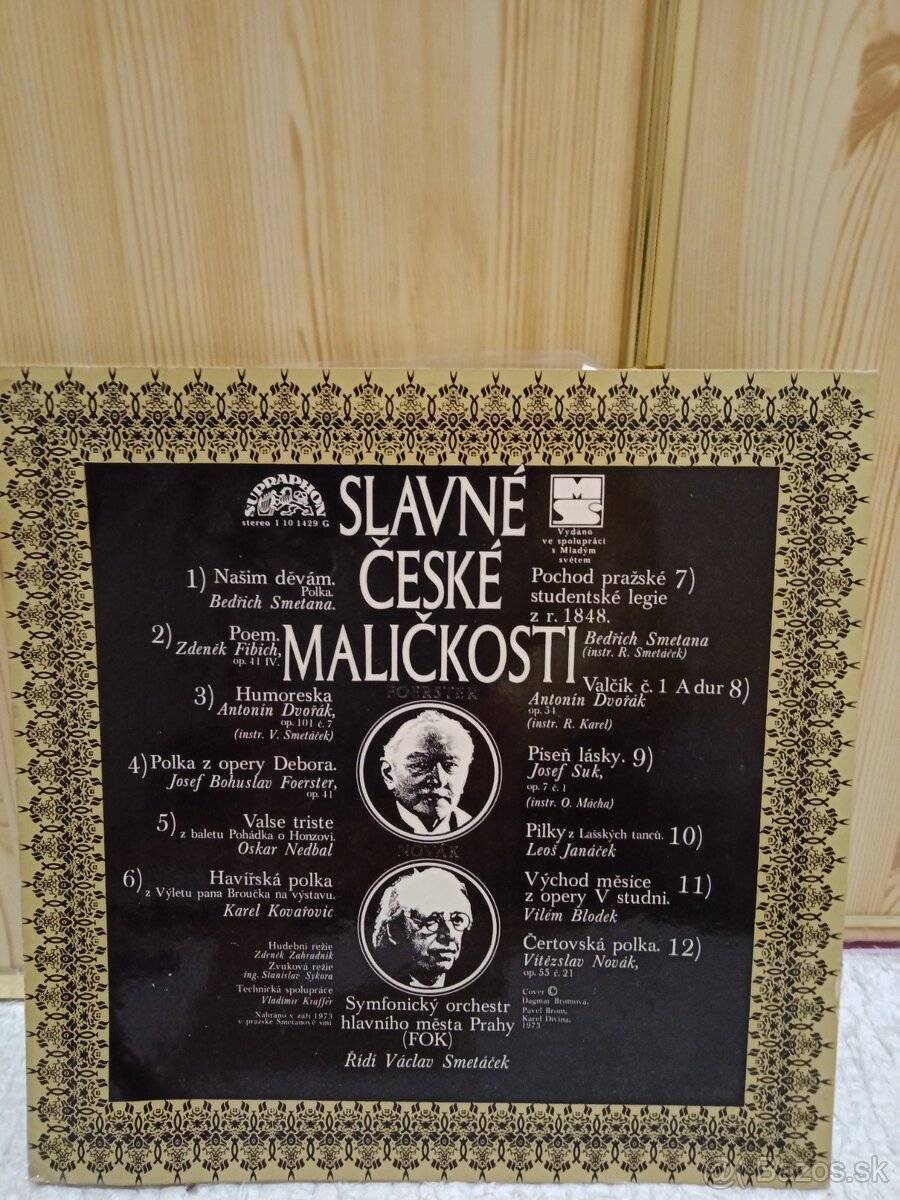 SUPRAPHON
stereo 1 10 1429 G
SLAVNÉ
ČESKÉ
MALIČKOSTI
MS
Vydáno
ve spolupráci
s Mladým
světem
1) Našim děvám.
Polka.
Bedřich Smetana.
2) Poem.
Zdeněk Fibich,
op. 41 IV.
3) Humoreska
Antonín Dvořák,
op. 101 č. 7
(instr. V. Smetáček)
4) Polka z opery Debora.
Josef Bohuslav Foerster,
op. 41
5) Valse triste
z baletu Pohádka o Honzovi.
Oskar Nedbal
6) Havířská polka
z Výletu pana Broučka na výstavu.
Karel Kovařovic
Hudební režie
Zdeněk Zahradník
Zvuková režie
ing. Stanislav Sýkora
Technická spolupráce
Vladimír Kraffer
Nahráno v září 1973
v pražské Smetanově síni
FOERSTER
NOVÁK
Symfonický orchestr
hlavního města Prahy
(FOK)
Řídí Václav Smetáček
Pochod pražské 7)
studentské legie
z r. 1848.
Bedřich Smetana
(instr. R. Smetáček)
Valčík č. 1 A dur 8)
Antonín Dvořák
op. 54
(instr. R. Karel)
Píseň lásky. 9)
Josef Suk,
op. 7 č. 1
(instr. O. Mácha)
Pilky z Lašských tanců. 10)
Leoš Janáček
Východ měsíce 11)
z opery V studni.
Vilém Blodek
Čertovská polka. 12)
Vítězslav Novák,
op. 55 č. 21
Cover ©
Dagmar Bromová,
Pavel Brom,
Karel Divina,
1973
Bazos.sk